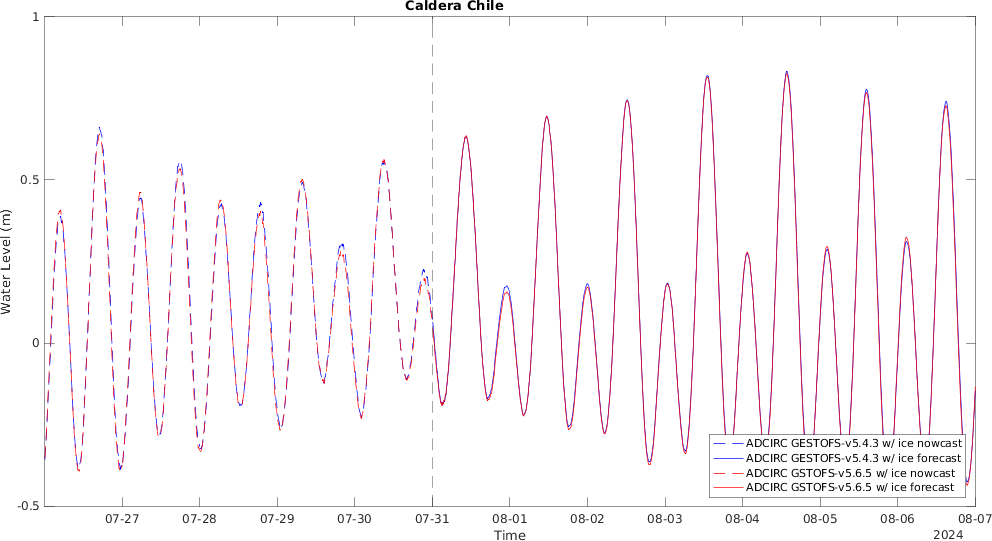 Caldera Chile
1
0.5
0
-0.5
Water Level (m)
07-27
07-28
07-29
07-30
07-31
08-01
08-02
08-03
08-04
08-05
08-06
08-07
Time
2024
ADCIRC GESTOFS-v5.4.3 w/ ice nowcast
ADCIRC GESTOFS-v5.4.3 w/ ice forecast
ADCIRC GSTOFS-v5.6.5 w/ ice nowcast
ADCIRC GSTOFS-v5.6.5 w/ ice forecast